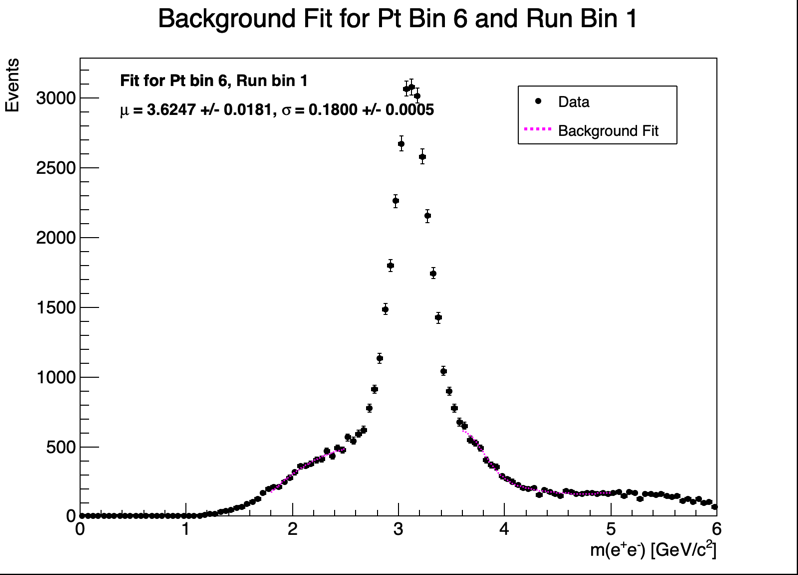 Background Fit for Pt Bin 6 and Run Bin 1
Events
Fit for Pt bin 6, Run bin 1
μ = 3.6247 +/- 0.0181, σ = 0.1800 +/- 0.0005
Data
Background Fit
3000
2500
2000
1500
1000
500
0
0 1 2 3 4 5 6
m(e⁺e⁻) [GeV/c²]